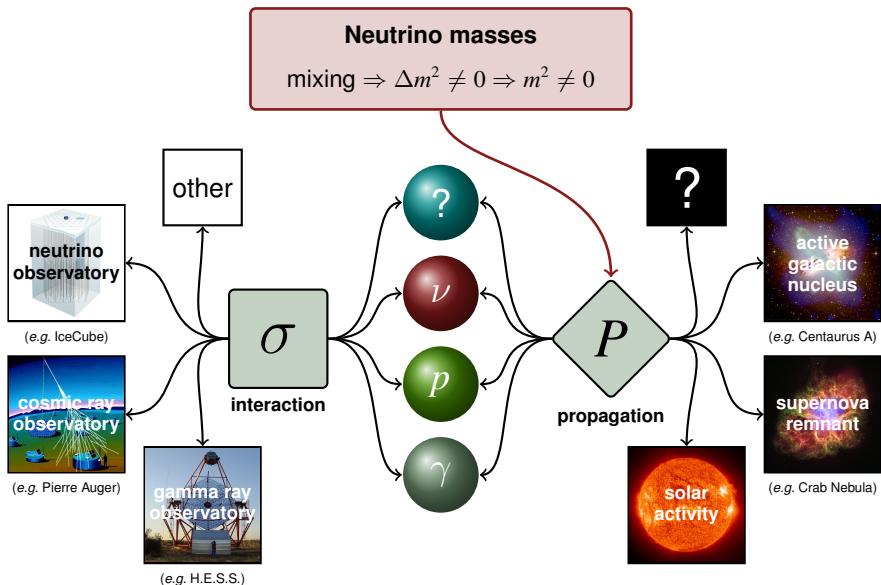 Neutrino masses
mixing ⇒ Δm² ≠ 0 ⇒ m² ≠ 0
other
?
?
neutrino
observatory
(e.g. IceCube)
active
galactic
nucleus
(e.g. Centaurus A)
ν
σ
interaction
P
propagation
p
cosmic ray
observatory
(e.g. Pierre Auger)
supernova
remnant
(e.g. Crab Nebula)
γ
gamma ray
observatory
(e.g. H.E.S.S.)
solar
activity